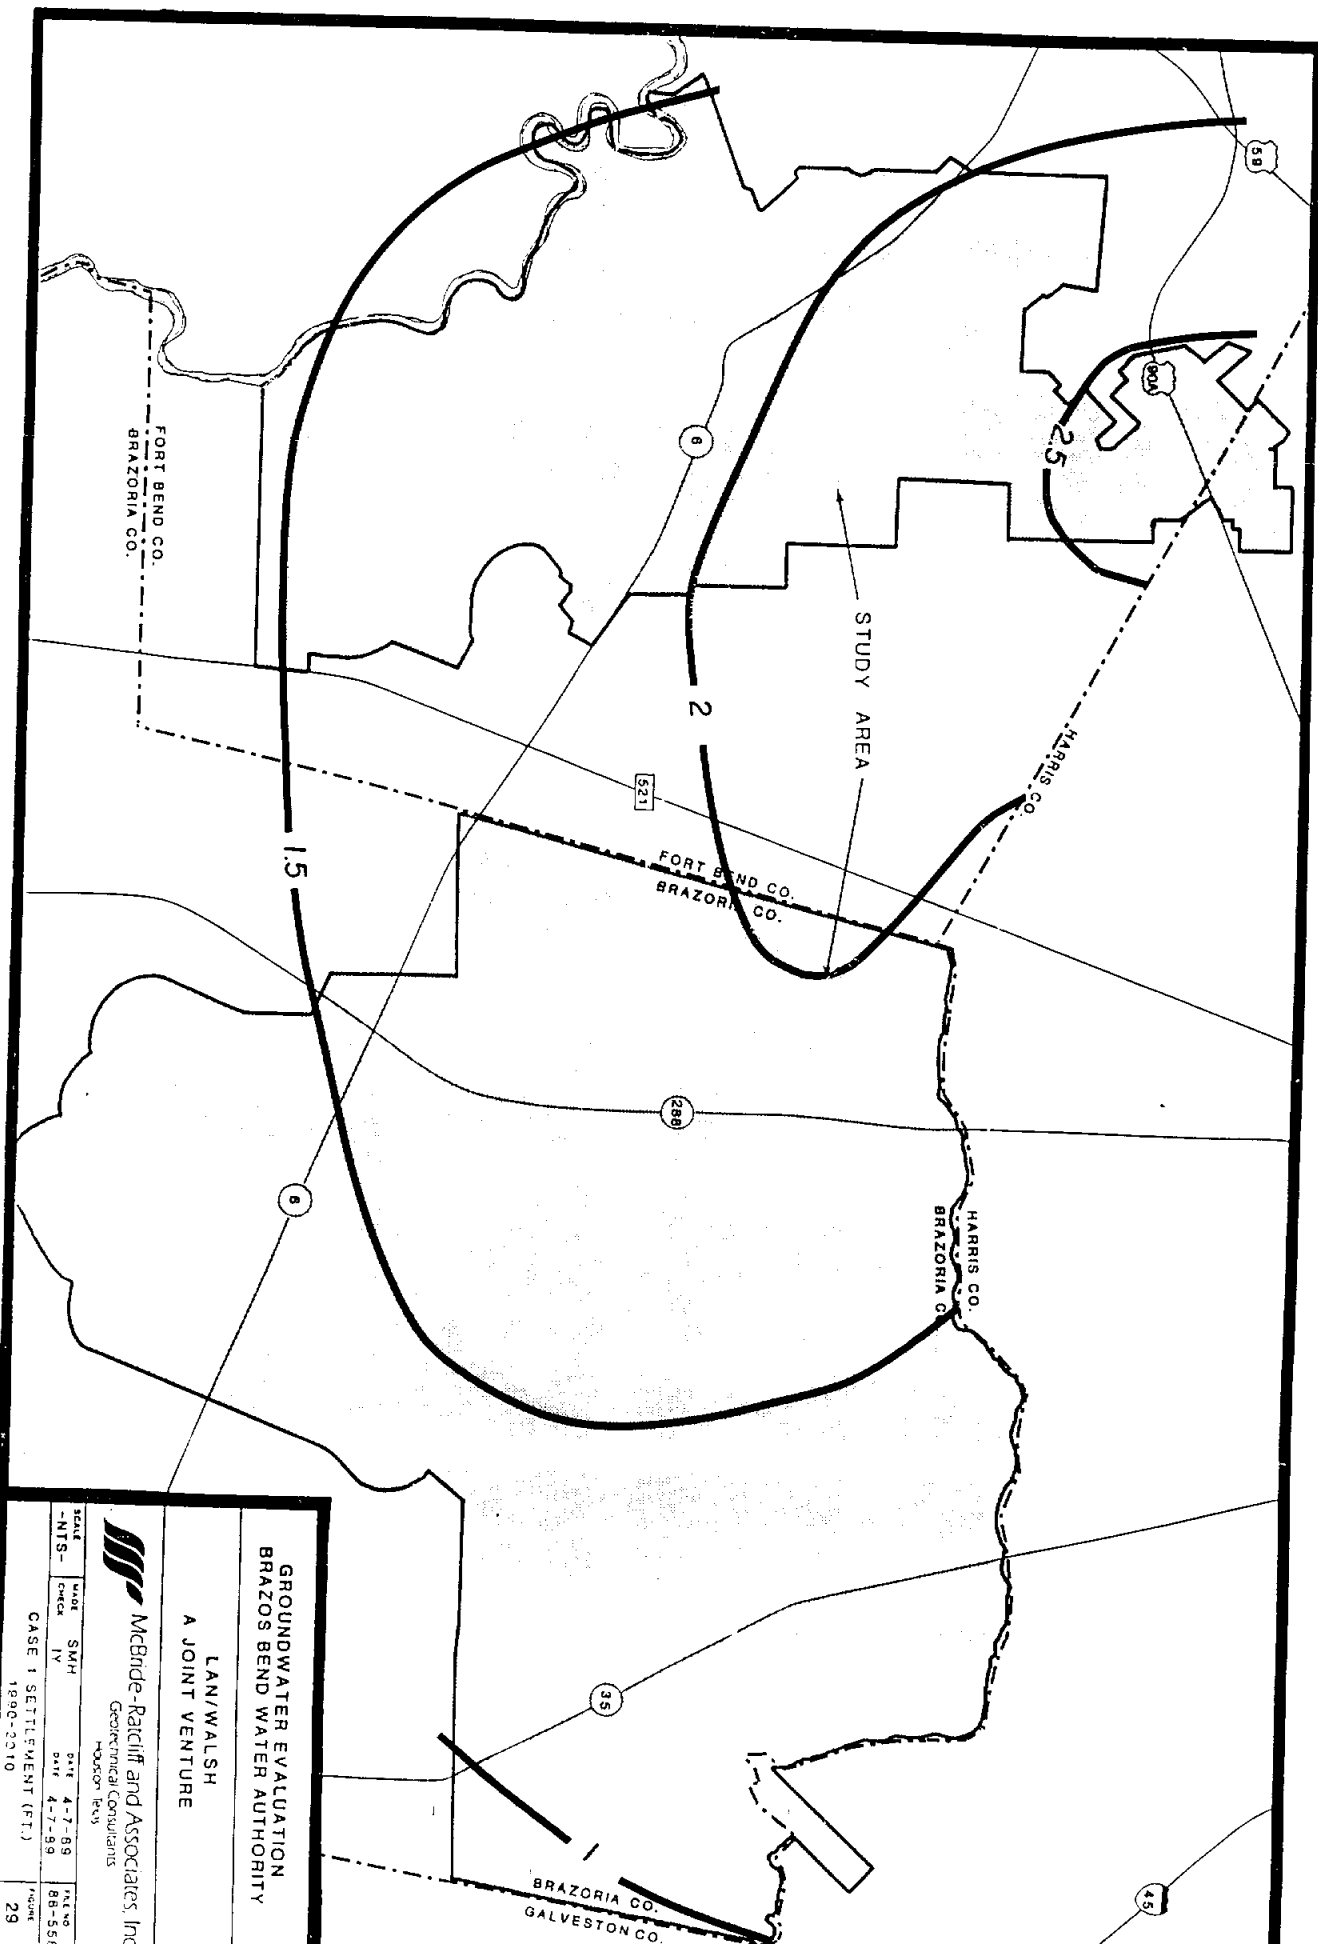 59
90A
2.5
6
STUDY AREA
2
HARRIS CO.
FORT BEND CO.
BRAZORIA CO.
521
FORT BEND CO.
BRAZORIA CO.
1.5
288
6
HARRIS CO.
BRAZORIA C
35
1
BRAZORIA CO.
GALVESTON CO.
45
GROUNDWATER EVALUATION
BRAZOS BEND WATER AUTHORITY
LAN/WALSH
A JOINT VENTURE
McBride-Ratcliff and Associates, Inc
Geotechnical Consultants
Houston Texas
SCALE -NTS-
MADE SMH DATE 4-7-89 FILE NO
CHECK IY DATE 4-7-89
CASE 1 SETTLEMENT (FT.)
1990-2010
FIGURE 29